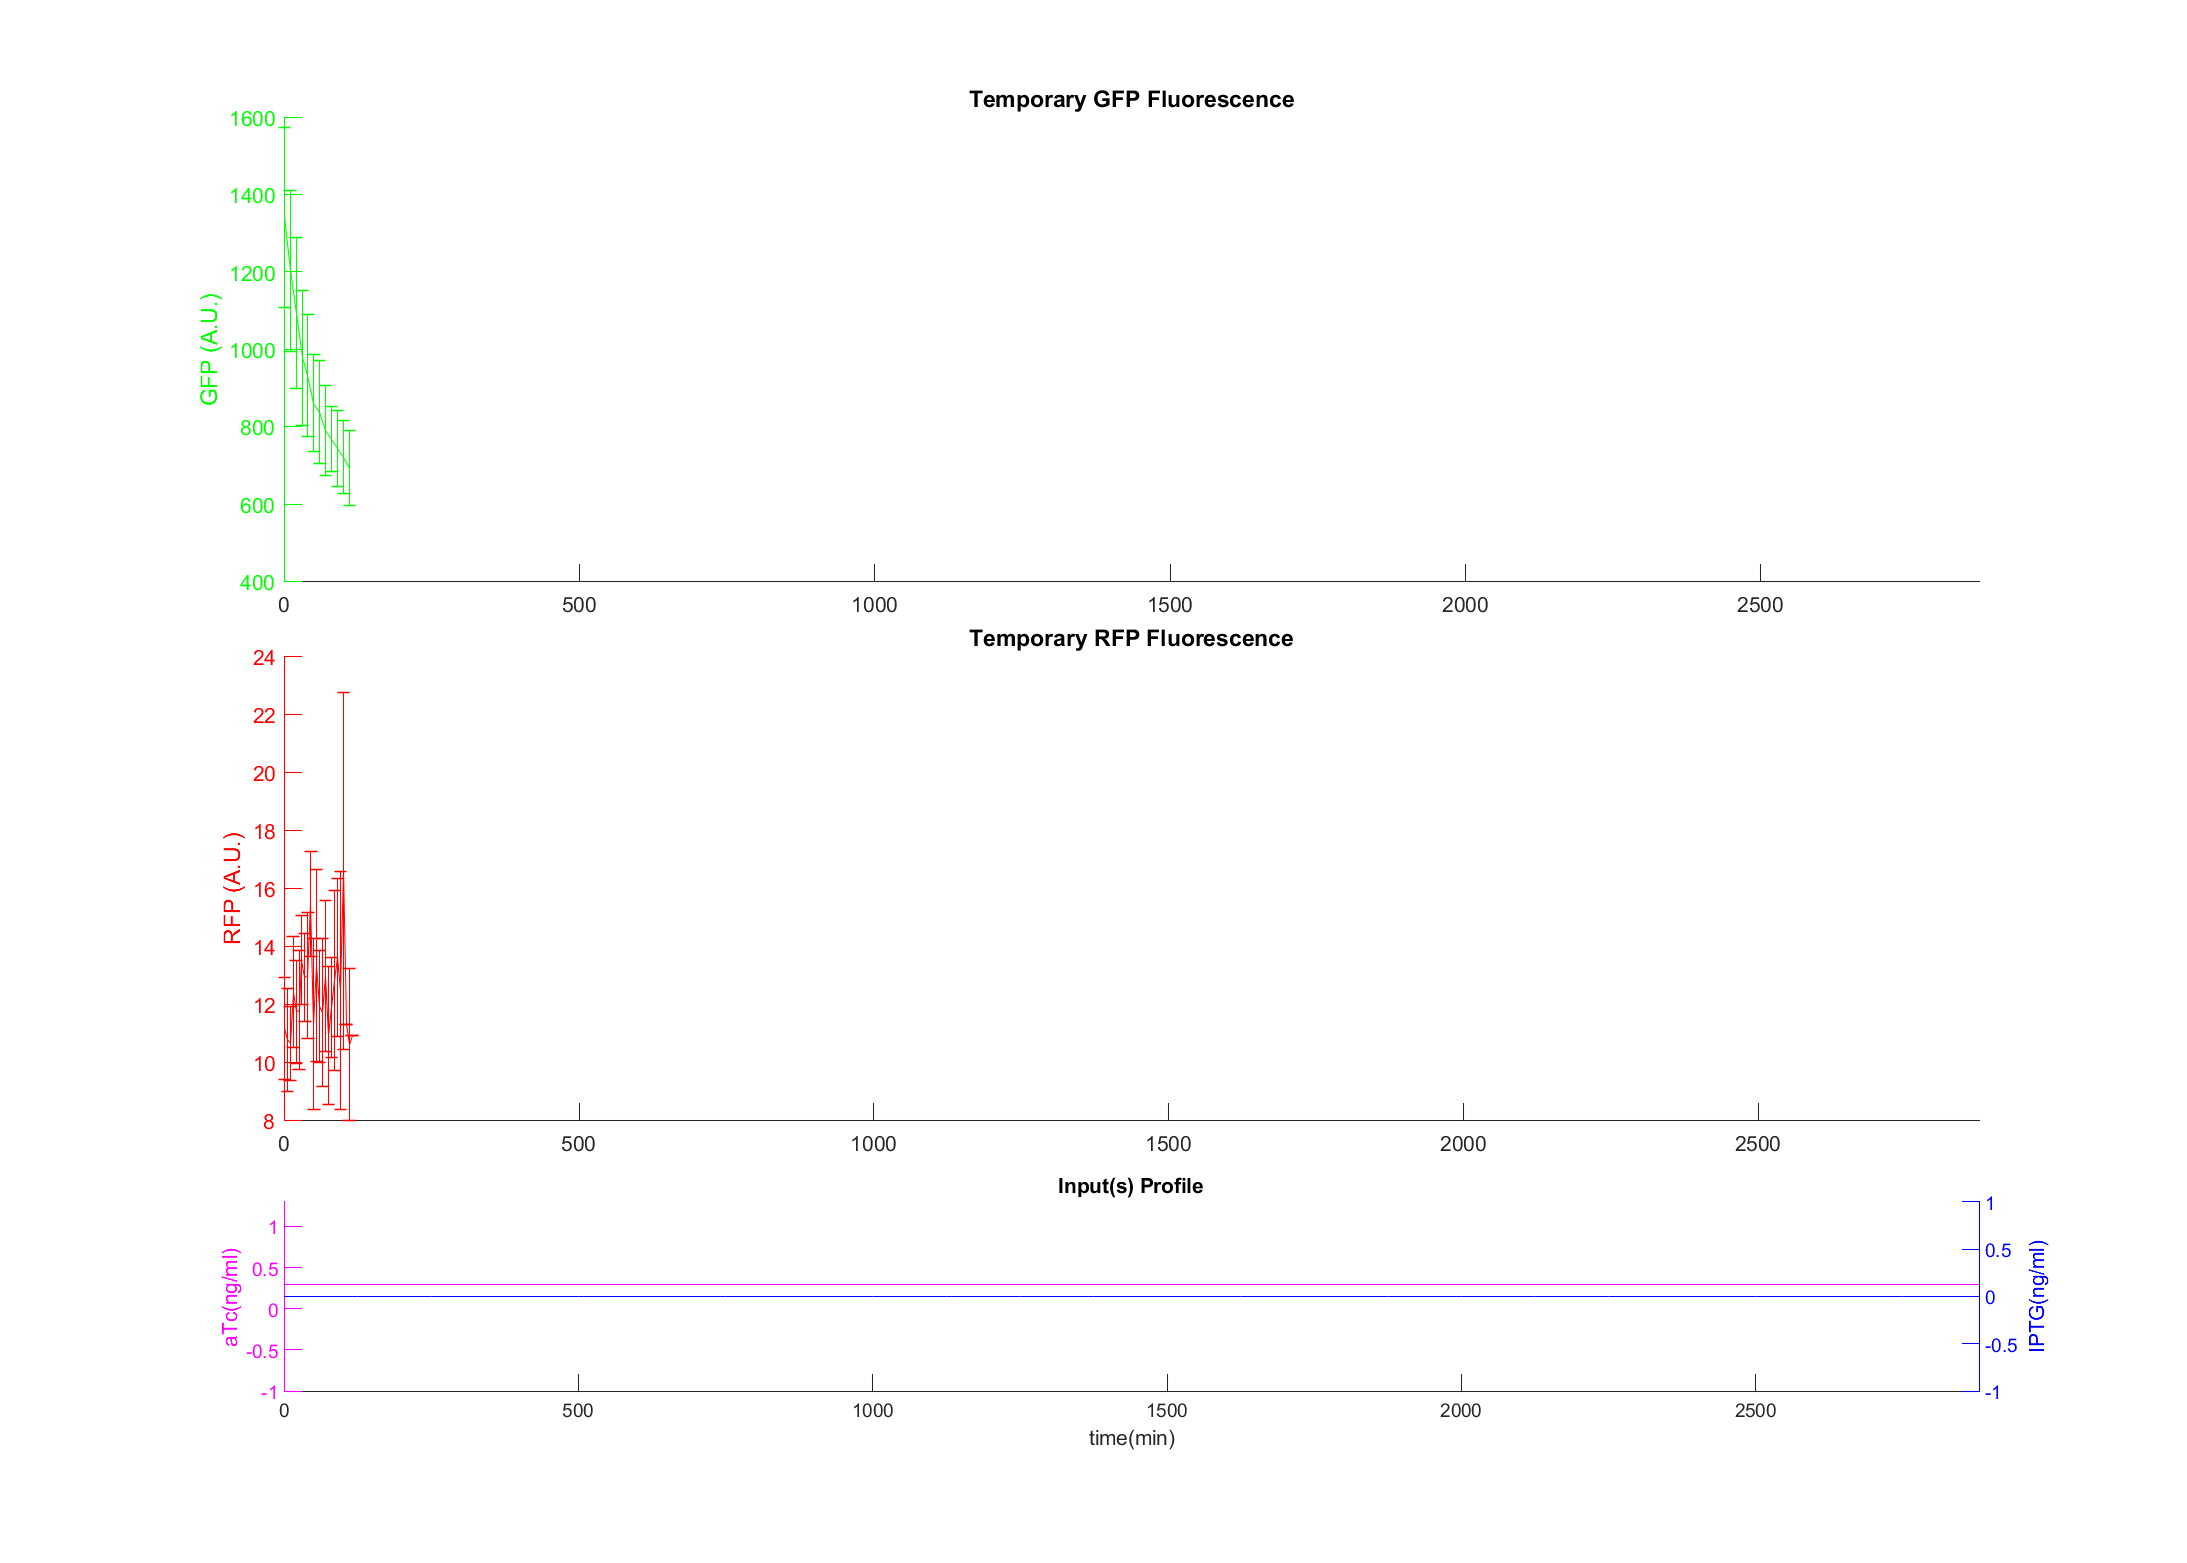 Temporary GFP Fluorescence
1600
1400
1200
1000
800
600
400
GFP (A.U.)
0 500 1000 1500 2000 2500
Temporary RFP Fluorescence
24
22
20
18
16
14
12
10
8
RFP (A.U.)
0 500 1000 1500 2000 2500
Input(s) Profile
1
0.5
0
-0.5
-1
aTc(ng/ml)
1
0.5
0
-0.5
-1
IPTG(ng/ml)
0 500 1000 1500 2000 2500
time(min)